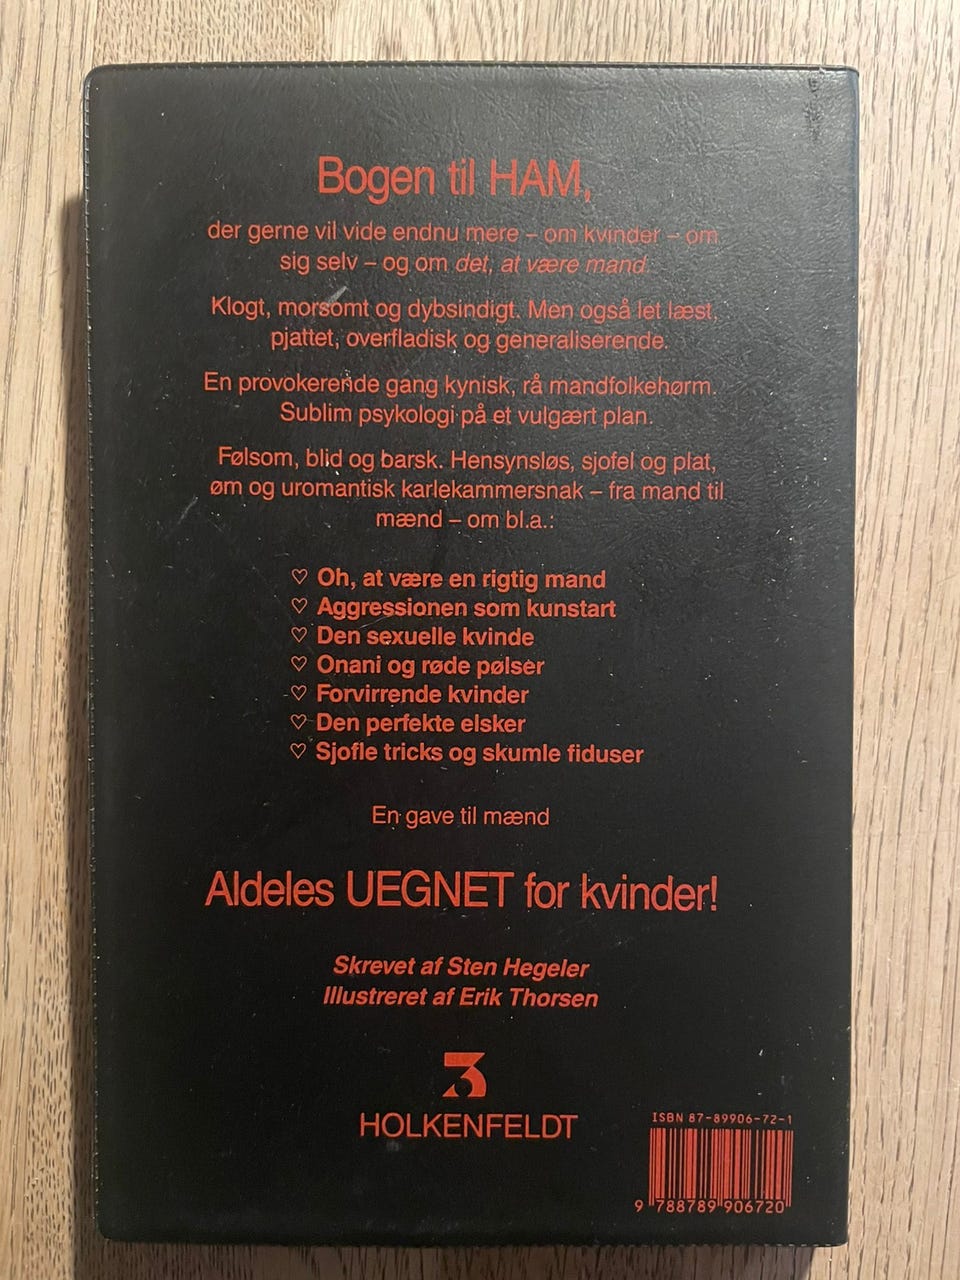 Bogen til HAM,
der gerne vil vide endnu mere – om kvinder – om
sig selv – og om det, at være mand.
Klogt, morsomt og dybsindigt. Men også let læst,
pjattet, overfladisk og generaliserende.
En provokerende gang kynisk, rå mandfolkehørm.
Sublim psykologi på et vulgært plan.
Følsom, blid og barsk. Hensynsløs, sjofel og plat,
øm og uromantisk karlekammersnak – fra mand til
mænd – om bl.a.:
♡ Oh, at være en rigtig mand
♡ Aggressionen som kunstart
♡ Den sexuelle kvinde
♡ Onani og røde pølser
♡ Forvirrende kvinder
♡ Den perfekte elsker
♡ Sjofle tricks og skumle fiduser
En gave til mænd
Aldeles UEGNET for kvinder!
Skrevet af Sten Hegeler
Illustreret af Erik Thorsen
3
HOLKENFELDT
ISBN 87-89906-72-1
9 788789 906720